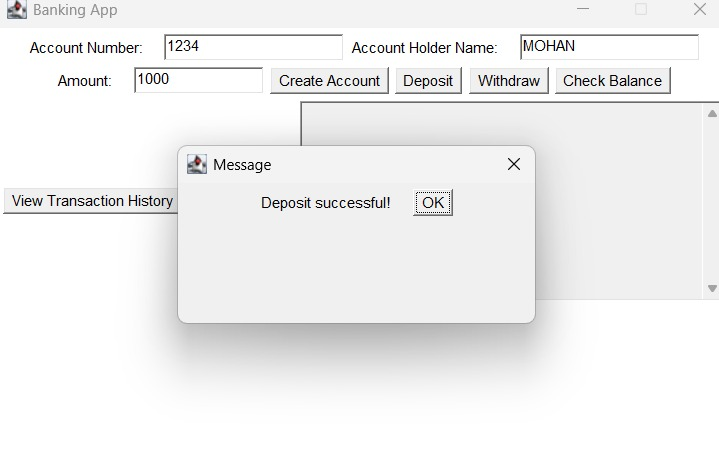 Banking App
Account Number: 1234 Account Holder Name: MOHAN
Amount: 1000 Create Account Deposit Withdraw Check Balance
Message
Deposit successful! OK
View Transaction History